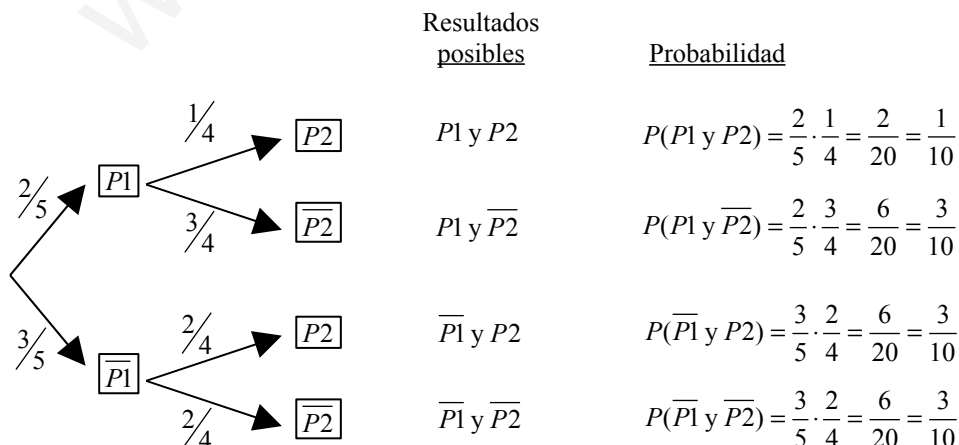 Resultados
posibles Probabilidad
1/4 P2 P1 y P2 P(P1 y P2) = 2/5 · 1/4 = 2/20 = 1/10
2/5 P1
3/4 P̅2̅ P1 y P̅2̅ P(P1 y P̅2̅) = 2/5 · 3/4 = 6/20 = 3/10
3/5 P̅1̅
2/4 P2 P̅1̅ y P2 P(P̅1̅ y P2) = 3/5 · 2/4 = 6/20 = 3/10
2/4 P̅2̅ P̅1̅ y P̅2̅ P(P̅1̅ y P̅2̅) = 3/5 · 2/4 = 6/20 = 3/10